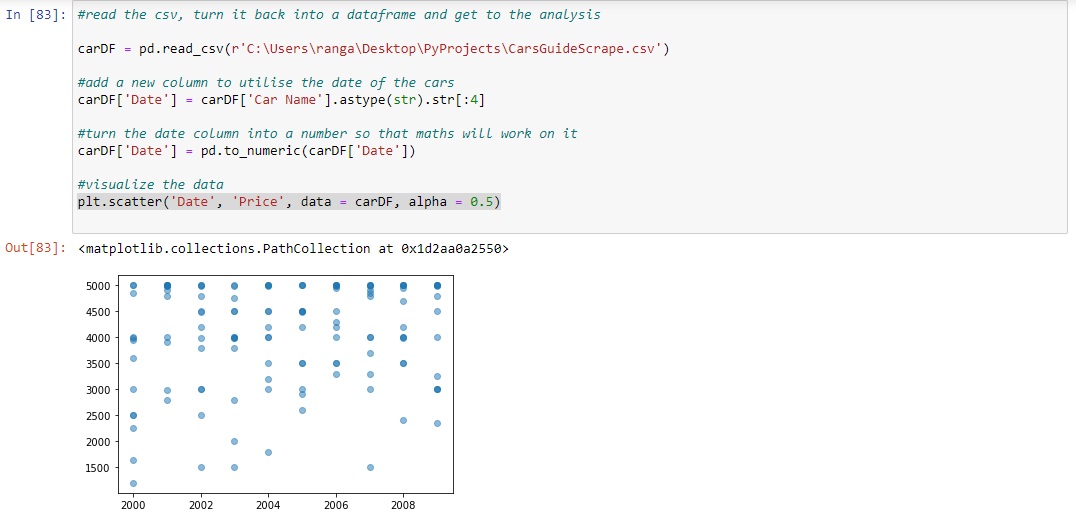 In [83]: #read the csv, turn it back into a dataframe and get to the analysis
carDF = pd.read_csv(r'C:\Users\ranga\Desktop\PyProjects\CarsGuideScrape.csv')
#add a new column to utilise the date of the cars
carDF['Date'] = carDF['Car Name'].astype(str).str[:4]
#turn the date column into a number so that maths will work on it
carDF['Date'] = pd.to_numeric(carDF['Date'])
#visualize the data
plt.scatter('Date', 'Price', data = carDF, alpha = 0.5)
Out[83]: <matplotlib.collections.PathCollection at 0x1d2aa0a2550>
5000
4500
4000
3500
3000
2500
2000
1500
2000 2002 2004 2006 2008